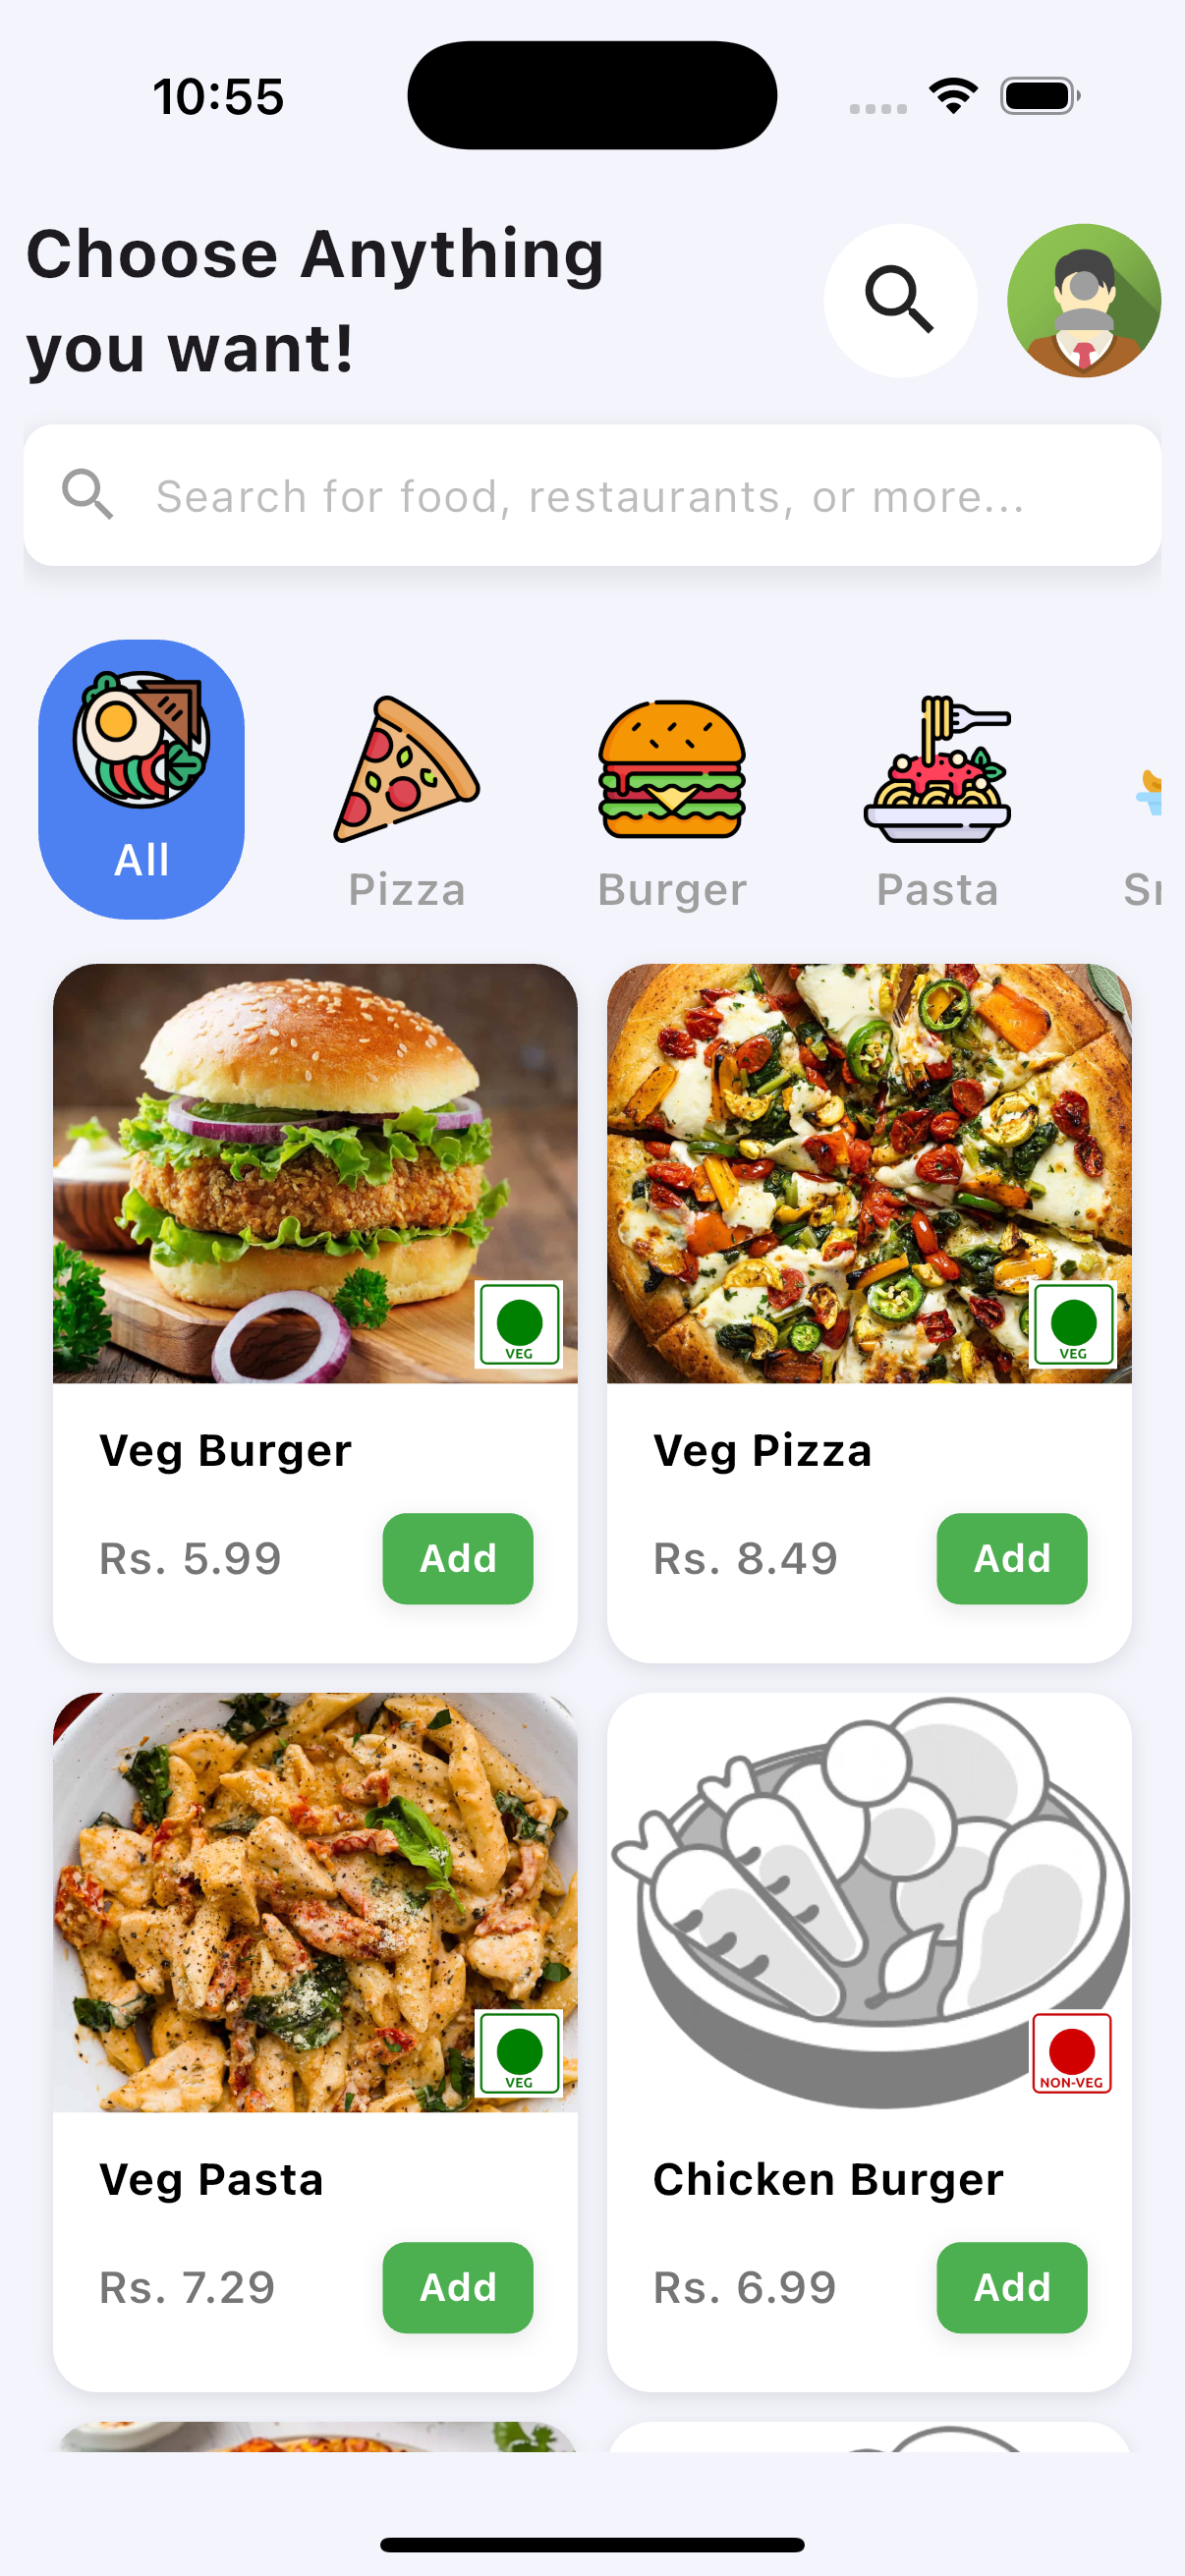 10:55
Choose Anything
you want!
Search for food, restaurants, or more...
All
Pizza
Burger
Pasta
VEG
VEG
Veg Burger
Veg Pizza
Rs. 5.99
Add
Rs. 8.49
Add
VEG
NON-VEG
Veg Pasta
Chicken Burger
Rs. 7.29
Add
Rs. 6.99
Add